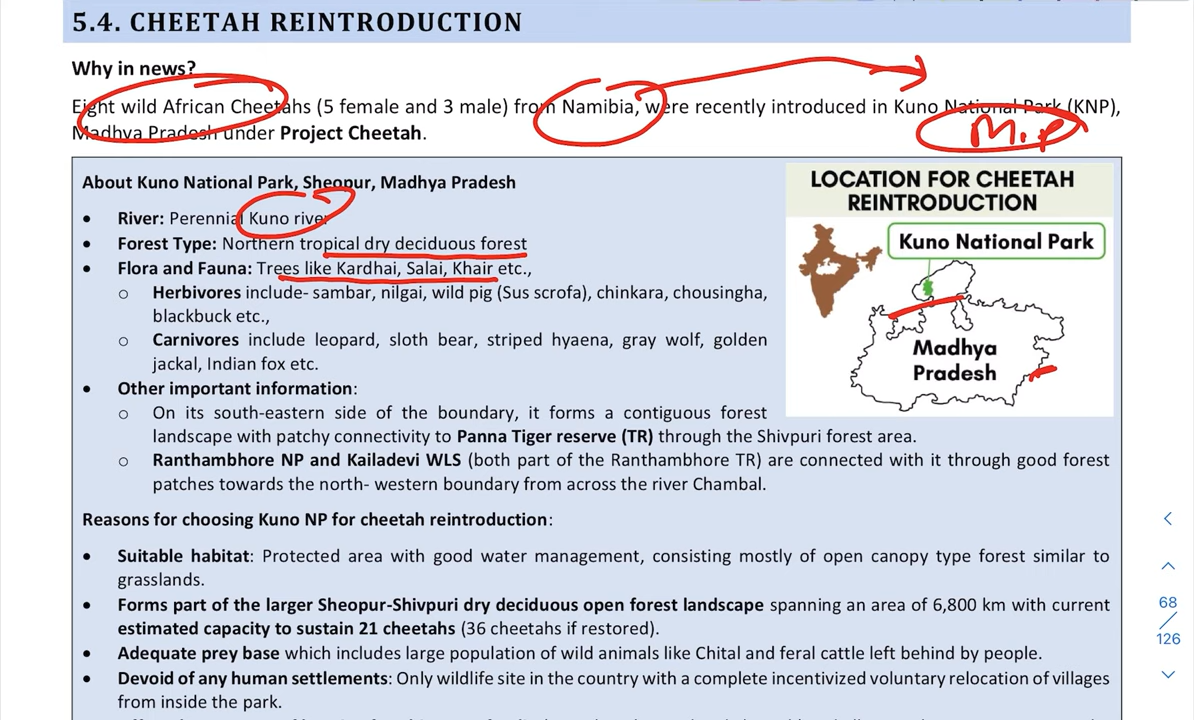 5.4. CHEETAH REINTRODUCTION
Why in news?
Eight wild African Cheetahs (5 female and 3 male) from Namibia, were recently introduced in Kuno National Park (KNP),
M.P
Madhya Pradesh under Project Cheetah.
About Kuno National Park, Sheopur, Madhya Pradesh
• River: Perennial Kuno river
• Forest Type: Northern tropical dry deciduous forest
• Flora and Fauna: Trees like Kardhai, Salai, Khair etc.,
o Herbivores include- sambar, nilgai, wild pig (Sus scrofa), chinkara, chousingha,
blackbuck etc.,
o Carnivores include leopard, sloth bear, striped hyaena, gray wolf, golden
jackal, Indian fox etc.
• Other important information:
o On its south-eastern side of the boundary, it forms a contiguous forest
landscape with patchy connectivity to Panna Tiger reserve (TR) through the Shivpuri forest area.
o Ranthambhore NP and Kailadevi WLS (both part of the Ranthambhore TR) are connected with it through good forest
patches towards the north- western boundary from across the river Chambal.
LOCATION FOR CHEETAH
REINTRODUCTION
Kuno National Park
Madhya
Pradesh
Reasons for choosing Kuno NP for cheetah reintroduction:
• Suitable habitat: Protected area with good water management, consisting mostly of open canopy type forest similar to
grasslands.
• Forms part of the larger Sheopur-Shivpuri dry deciduous open forest landscape spanning an area of 6,800 km with current
estimated capacity to sustain 21 cheetahs (36 cheetahs if restored).
• Adequate prey base which includes large population of wild animals like Chital and feral cattle left behind by people.
• Devoid of any human settlements: Only wildlife site in the country with a complete incentivized voluntary relocation of villages
from inside the park.
68
/
126